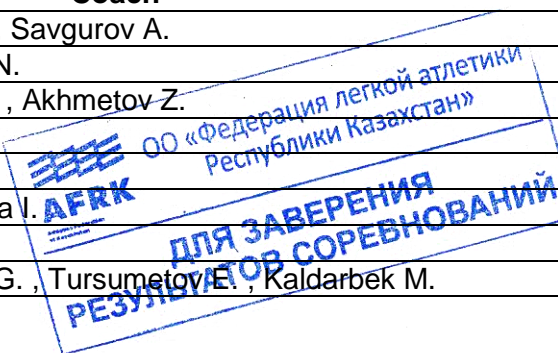 Coach
Savgurov A.
N.
, Akhmetov Z.
a I.
G. , Tursumetov E. , Kaldarbek M.
ОО «Федерация легкой атлетики
Республики Казахстан»
AFRK
ДЛЯ ЗАВЕРЕНИЯ
РЕЗУЛЬТАТОВ СОРЕВНОВАНИЙ